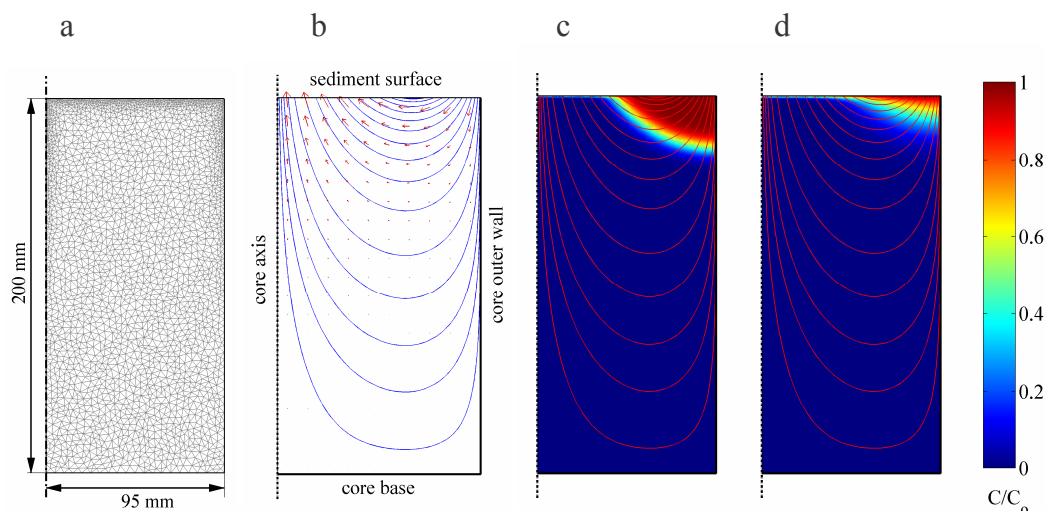 a
b
c
d
sediment surface
200 mm
core axis
core outer wall
95 mm
core base
1
0.8
0.6
0.4
0.2
0
C/C₀